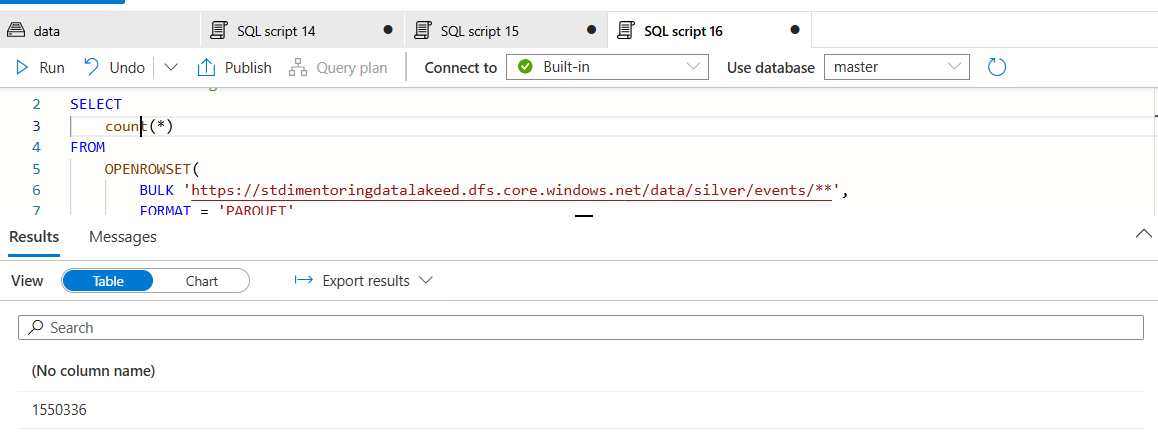 data
SQL script 14
SQL script 15
SQL script 16
Run
Undo
Publish
Query plan
Connect to
Built-in
Use database
master
2 SELECT
3 count(*)
4 FROM
5 OPENROWSET(
6 BULK 'https://stdimentoringdatalakeed.dfs.core.windows.net/data/silver/events/**',
7 FORMAT = 'PARQUET'
Results Messages
View Table Chart Export results
Search
(No column name)
1550336